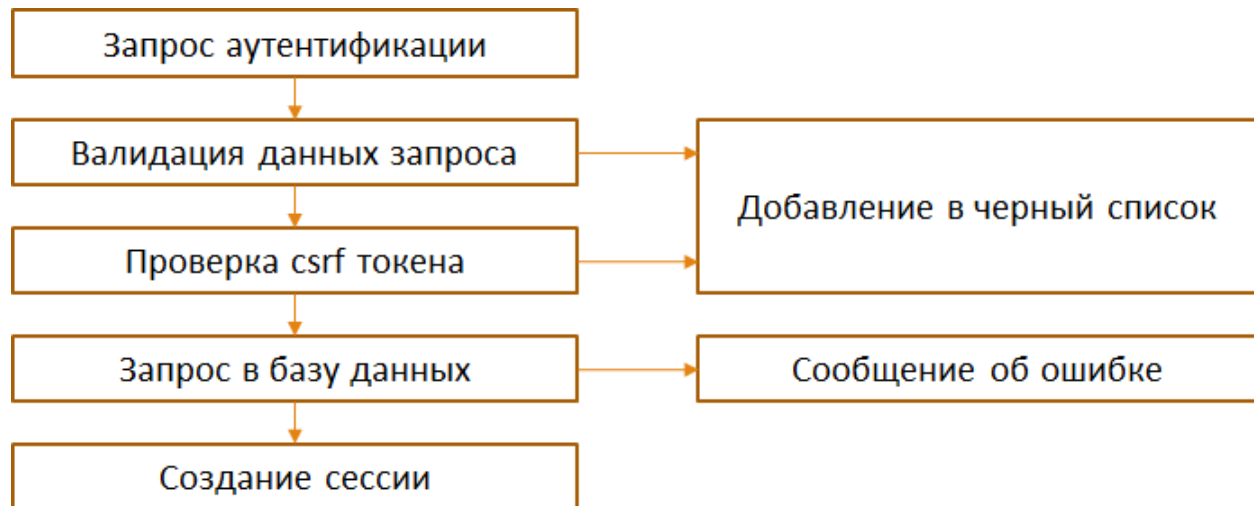 Запрос аутентификации
Валидация данных запроса
Добавление в черный список
Проверка csrf токена
Запрос в базу данных
Сообщение об ошибке
Создание сессии